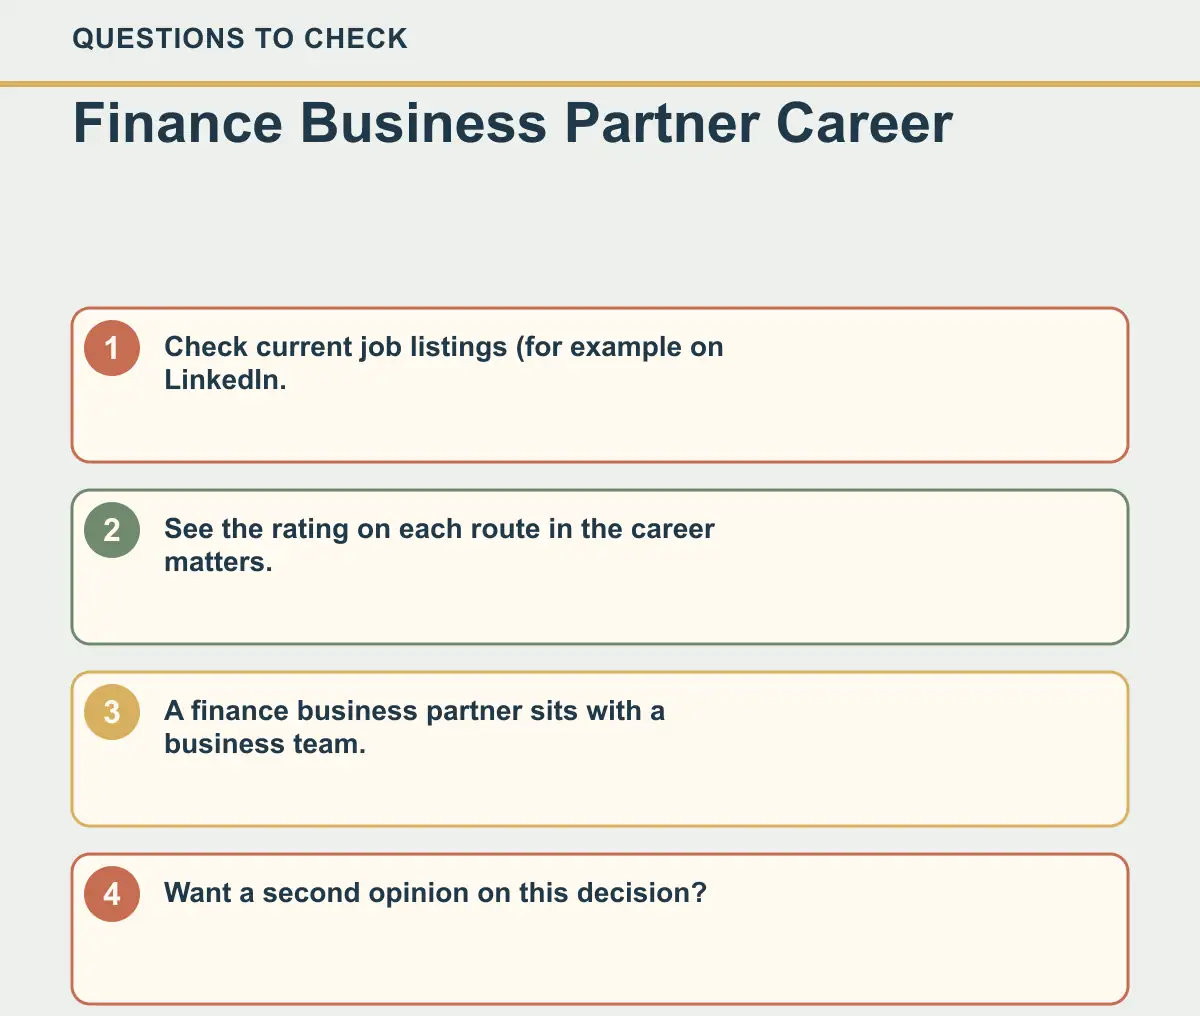 QUESTIONS TO CHECK
Finance Business Partner Career
1
Check current job listings (for example on
LinkedIn.
2
See the rating on each route in the career
matters.
3
A finance business partner sits with a
business team.
4
Want a second opinion on this decision?